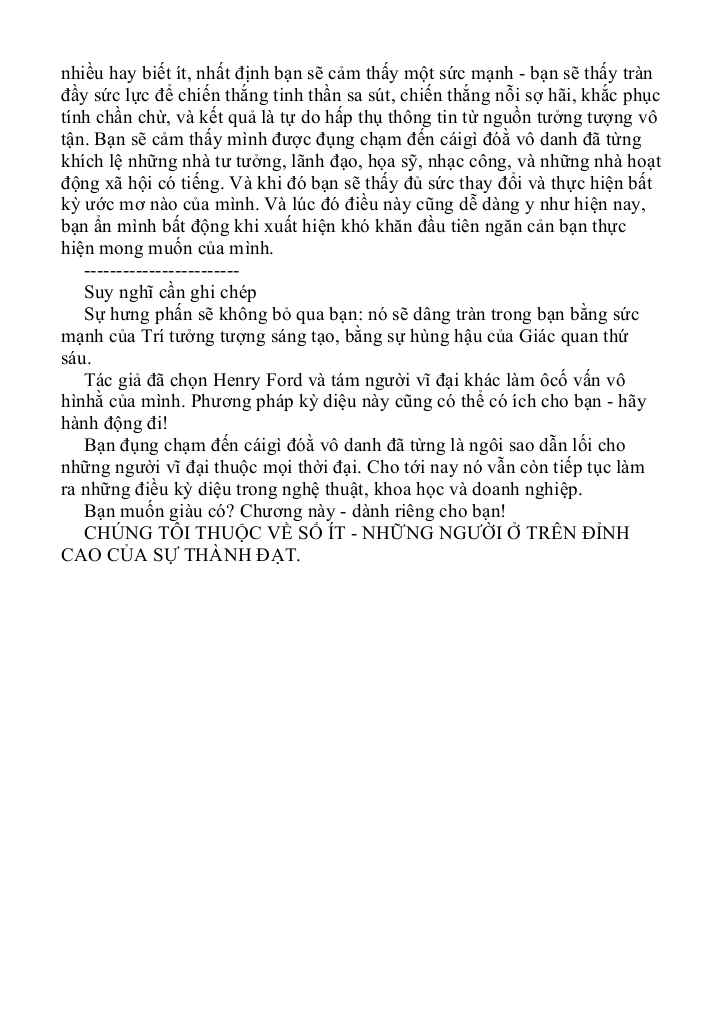 nhiều hay biết ít, nhất định bạn sẽ cảm thấy một sức mạnh - bạn sẽ thấy tràn
đầy sức lực để chiến thắng tinh thần sa sút, chiến thắng nỗi sợ hãi, khắc phục
tính chần chừ, và kết quả là tự do hấp thụ thông tin từ nguồn tưởng tượng vô
tận. Bạn sẽ cảm thấy mình được đụng chạm đến cáigì đóằ vô danh đã từng
khích lệ những nhà tư tưởng, lãnh đạo, họa sỹ, nhạc công, và những nhà hoạt
động xã hội có tiếng. Và khi đó bạn sẽ thấy đủ sức thay đổi và thực hiện bất
kỳ ước mơ nào của mình. Và lúc đó điều này cũng dễ dàng y như hiện nay,
bạn ẩn mình bất động khi xuất hiện khó khăn đầu tiên ngăn cản bạn thực
hiện mong muốn của mình.
------------------------
Suy nghĩ cần ghi chép
Sự hưng phấn sẽ không bỏ qua bạn: nó sẽ dâng tràn trong bạn bằng sức
mạnh của Trí tưởng tượng sáng tạo, bằng sự hùng hậu của Giác quan thứ
sáu.
Tác giả đã chọn Henry Ford và tám người vĩ đại khác làm ôcố vấn vô
hìnhằ của mình. Phương pháp kỳ diệu này cũng có thể có ích cho bạn - hãy
hành động đi!
Bạn đụng chạm đến cáigì đóằ vô danh đã từng là ngôi sao dẫn lối cho
những người vĩ đại thuộc mọi thời đại. Cho tới nay nó vẫn còn tiếp tục làm
ra những điều kỳ diệu trong nghệ thuật, khoa học và doanh nghiệp.
Bạn muốn giàu có? Chương này - dành riêng cho bạn!
CHÚNG TÔI THUỘC VỀ SỐ ÍT - NHỮNG NGƯỜI Ở TRÊN ĐỈNH
CAO CỦA SỰ THÀNH ĐẠT.